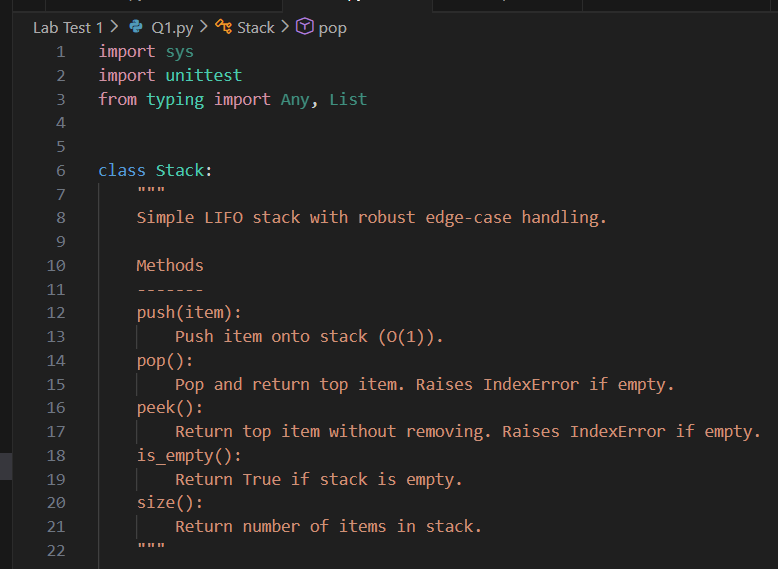 Lab Test 1 > Q1.py > Stack > pop
1 import sys
2 import unittest
3 from typing import Any, List
4
5
6 class Stack:
7     """
8     Simple LIFO stack with robust edge-case handling.
9
10     Methods
11     -------
12     push(item):
13         Push item onto stack (O(1)).
14     pop():
15         Pop and return top item. Raises IndexError if empty.
16     peek():
17         Return top item without removing. Raises IndexError if empty.
18     is_empty():
19         Return True if stack is empty.
20     size():
21         Return number of items in stack.
22     """